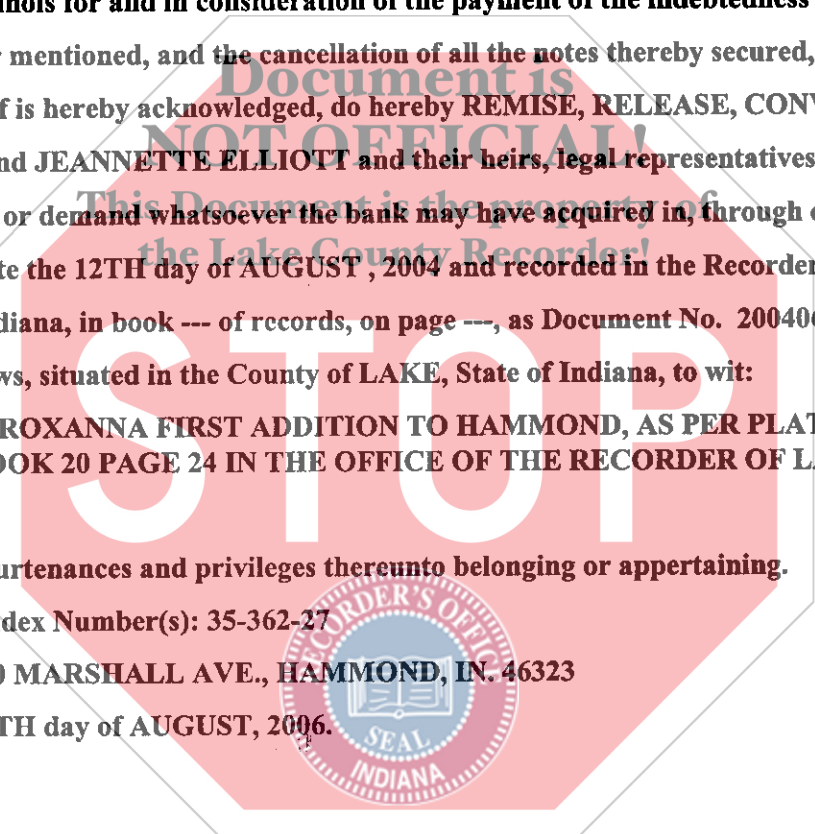 nois for and in consideration of the payment of the indebtedness
mentioned, and the cancellation of all the notes thereby secured,
Document is
f is hereby acknowledged, do hereby REMISE, RELEASE, CONV
NOT OFFICIAL!
nd JEANNETTE ELLIOTT and their heirs, legal representatives
This Document is the property of
or demand whatsoever the bank may have acquired in, through
the Lake County Recorder!
te the 12TH day of AUGUST , 2004 and recorded in the Recorder
diana, in book --- of records, on page ---, as Document No. 20040
ws, situated in the County of LAKE, State of Indiana, to wit:
STOP
ROXANNA FIRST ADDITION TO HAMMOND, AS PER PLAT
OOK 20 PAGE 24 IN THE OFFICE OF THE RECORDER OF LA
urtenances and privileges thereunto belonging or appertaining.
dex Number(s): 35-362-27
RECORDER'S OFFICE
0 MARSHALL AVE., HAMMOND, IN. 46323
TH day of AUGUST, 2006.
SEAL
INDIANA